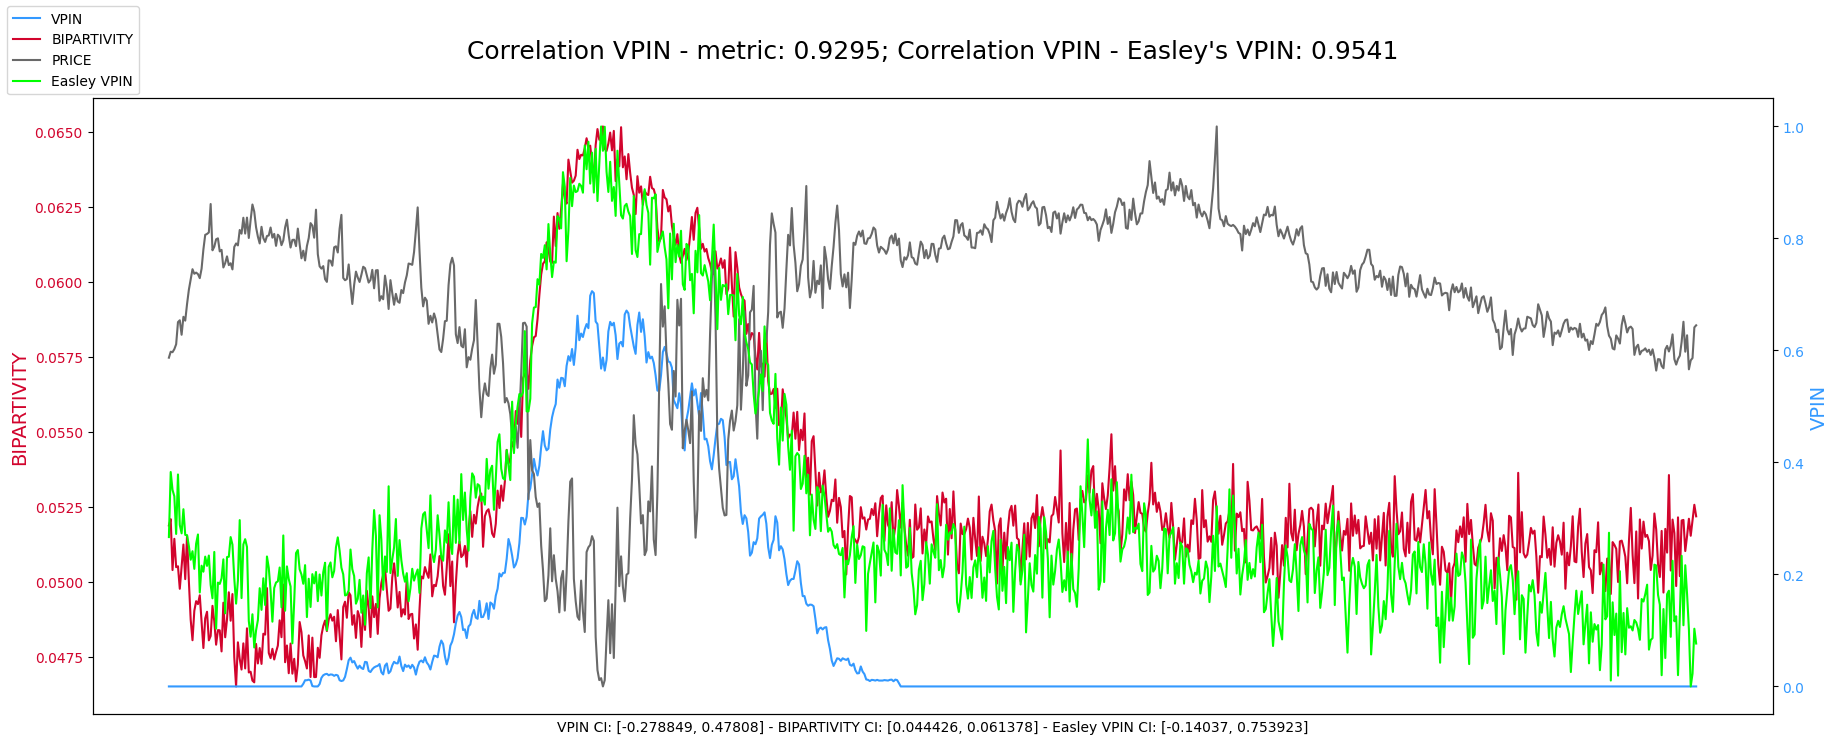 VPIN
BIPARTIVITY
PRICE
Easley VPIN
Correlation VPIN - metric: 0.9295; Correlation VPIN - Easley's VPIN: 0.9541
BIPARTIVITY
0.0650
0.0625
0.0600
0.0575
0.0550
0.0525
0.0500
0.0475
1.0
0.8
0.6
0.4
0.2
0.0
VPIN
VPIN CI: [-0.278849, 0.47808] - BIPARTIVITY CI: [0.044426, 0.061378] - Easley VPIN CI: [-0.14037, 0.753923]